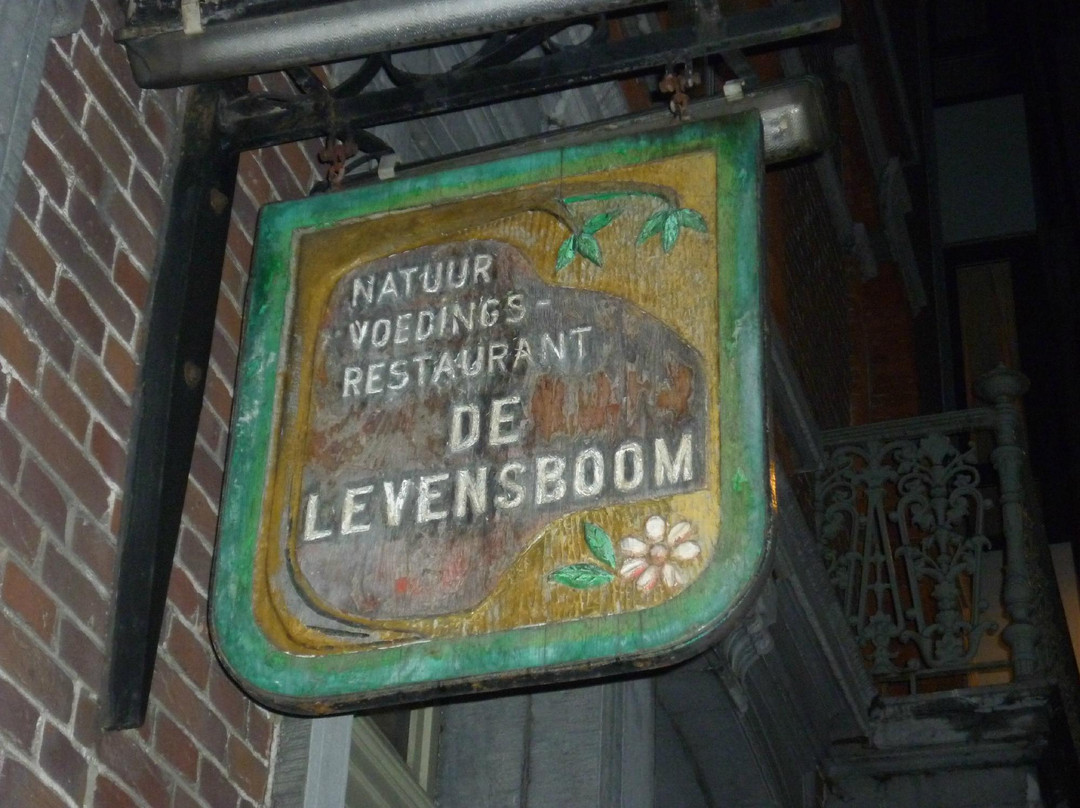 NATUUR
VOEDINGS-
RESTAURANT
DE
LEVENSBOOM